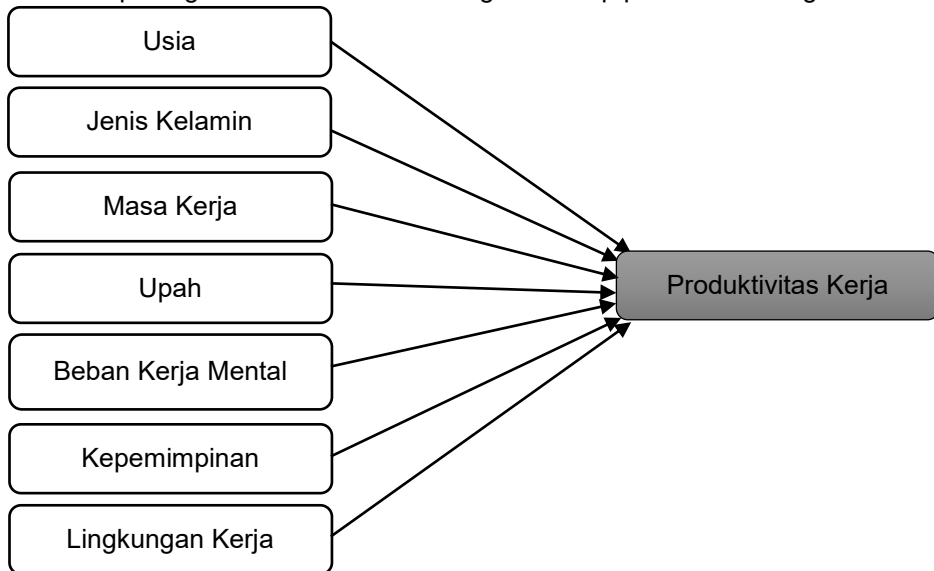 Usia
Jenis Kelamin
Masa Kerja
Upah
Produktivitas Kerja
Beban Kerja Mental
Kepemimpinan
Lingkungan Kerja